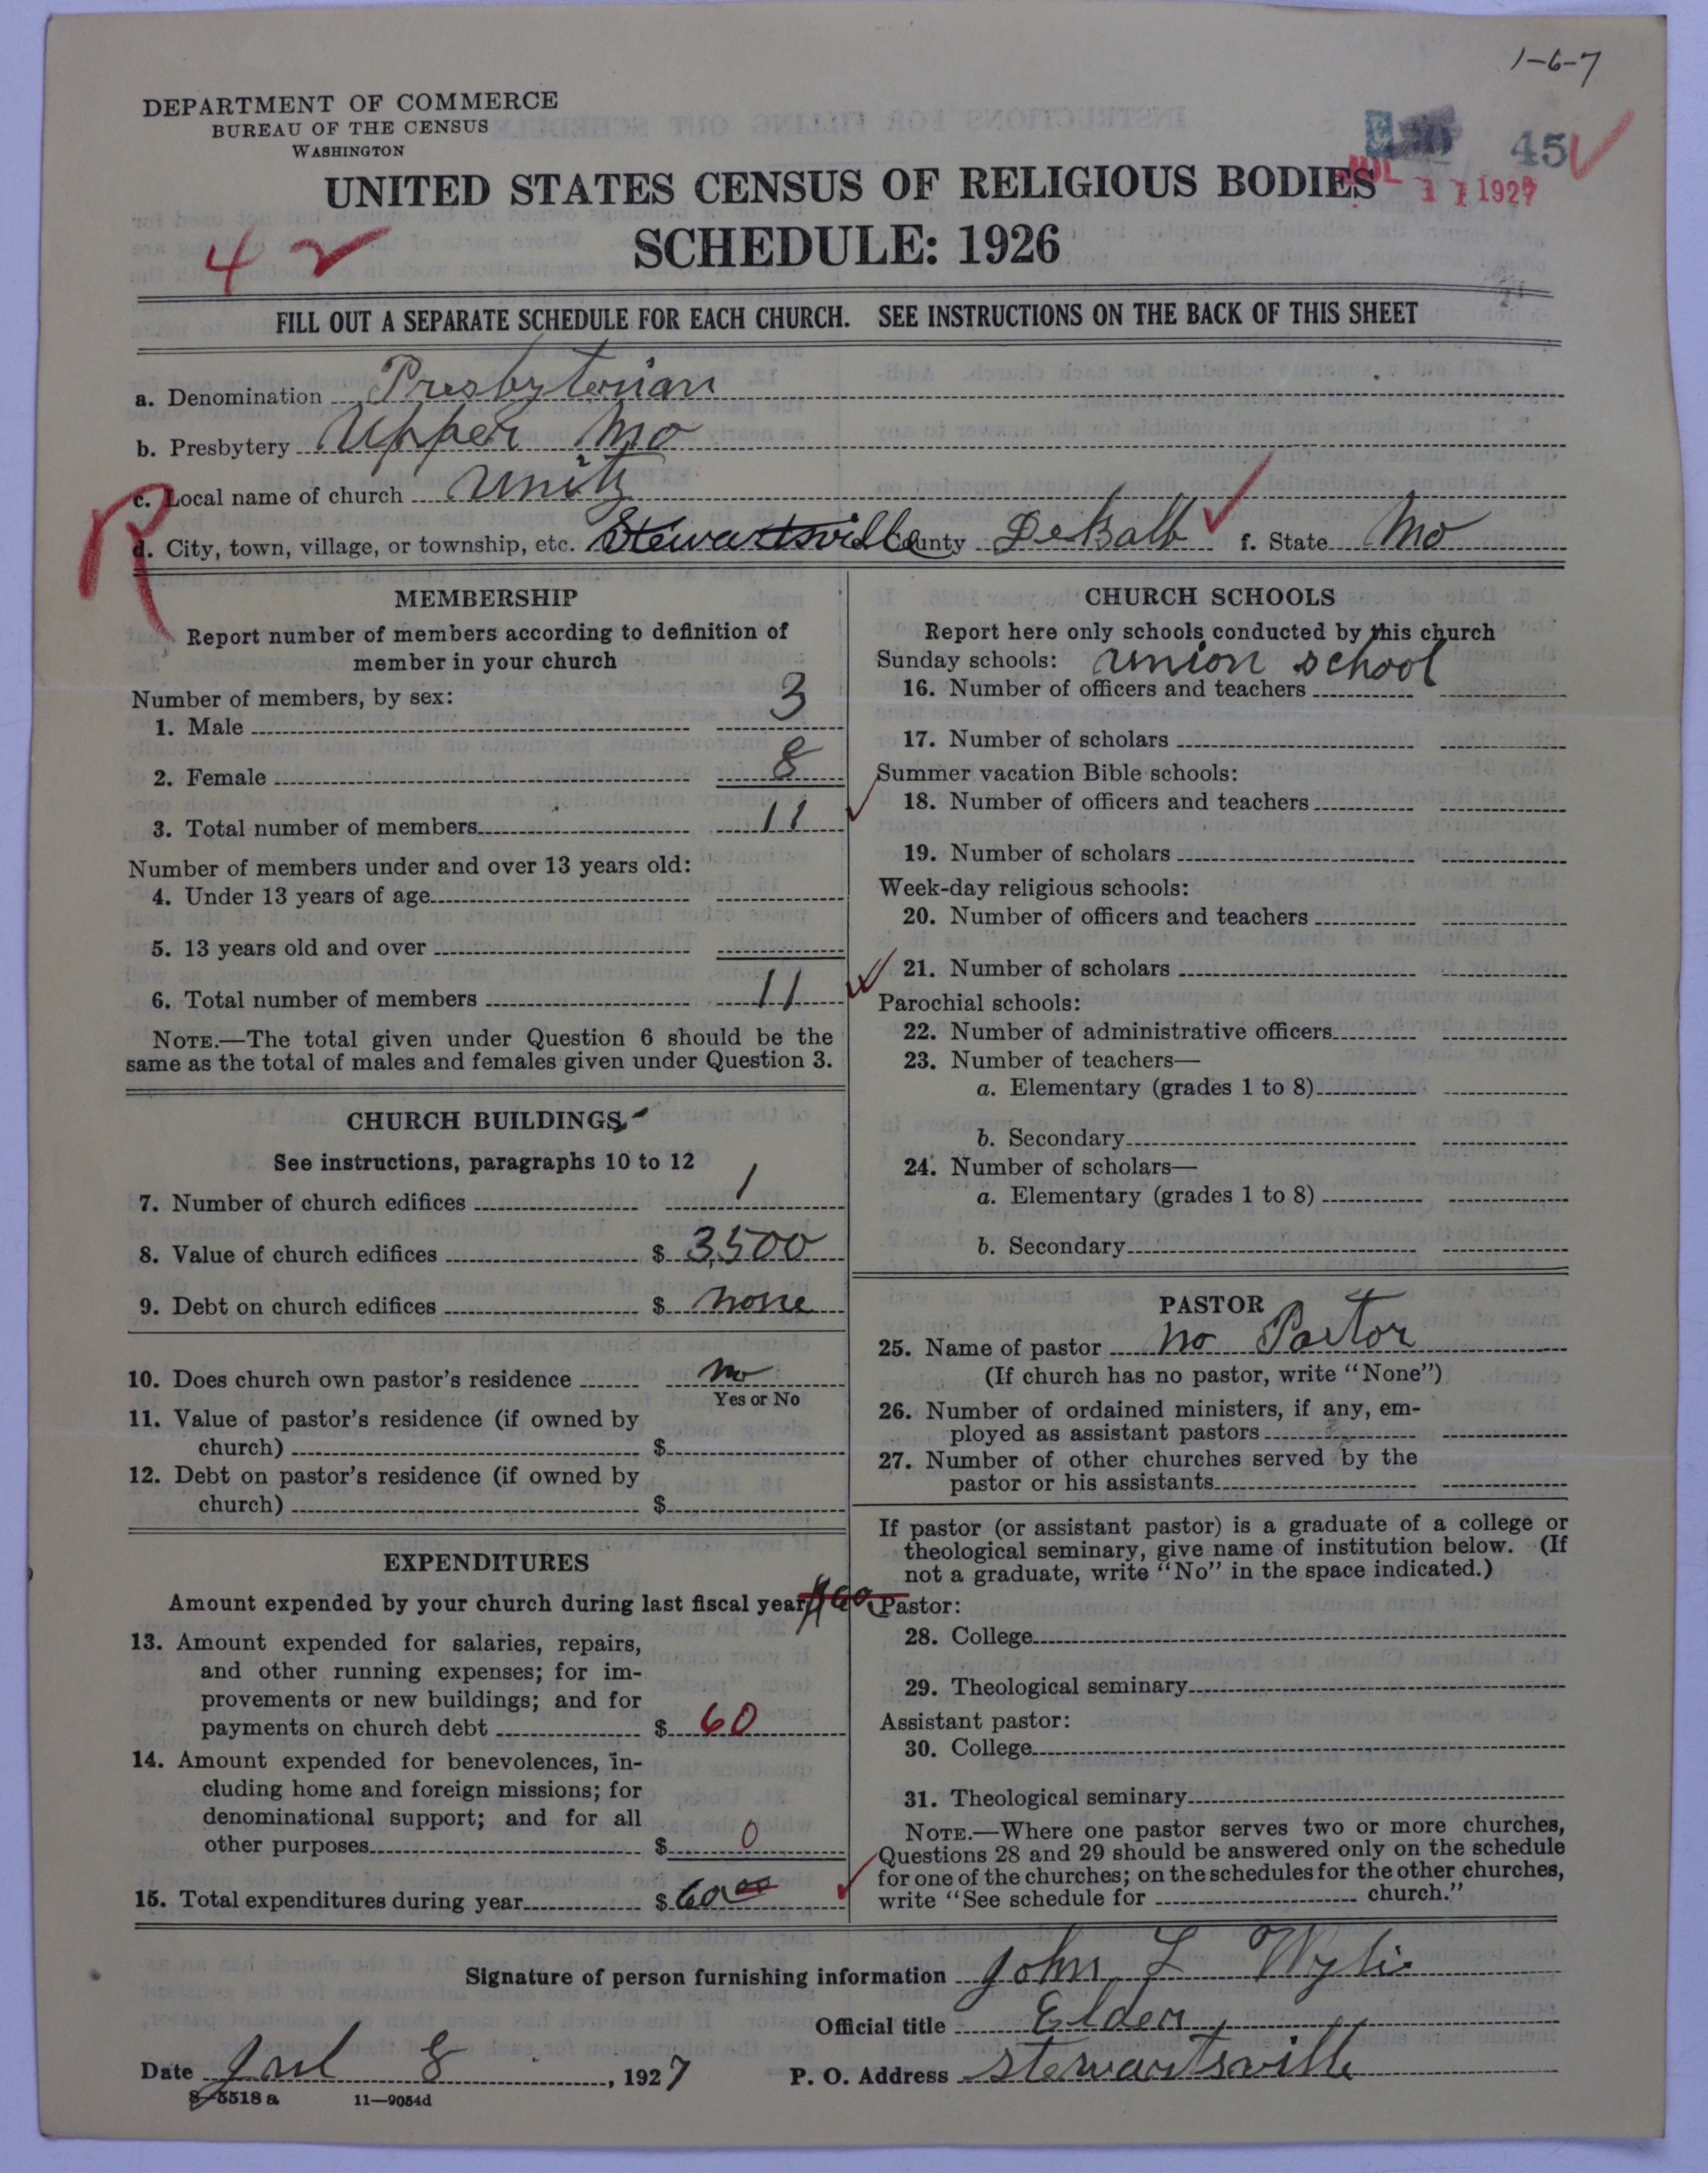 1-6-7
DEPARTMENT OF COMMERCE
BUREAU OF THE CENSUS
WASHINGTON
45
JUL 11 1927
UNITED STATES CENSUS OF RELIGIOUS BODIES
SCHEDULE: 1926
4 2
FILL OUT A SEPARATE SCHEDULE FOR EACH CHURCH. SEE INSTRUCTIONS ON THE BACK OF THIS SHEET
a. Denomination Presbyterian
b. Presbytery Upper Mo
c. Local name of church Unity
R
d. City, town, village, or township, etc. Stewartsville County DeKalb f. State Mo
MEMBERSHIP
Report number of members according to definition of
member in your church
Number of members, by sex:
1. Male 3
2. Female 8
3. Total number of members 11
Number of members under and over 13 years old:
4. Under 13 years of age
5. 13 years old and over
6. Total number of members 11
NOTE.—The total given under Question 6 should be the
same as the total of males and females given under Question 3.
CHURCH BUILDINGS
See instructions, paragraphs 10 to 12
7. Number of church edifices 1
8. Value of church edifices $ 3,500
9. Debt on church edifices $ none
10. Does church own pastor's residence no
Yes or No
11. Value of pastor's residence (if owned by
church) $
12. Debt on pastor's residence (if owned by
church) $
EXPENDITURES
Amount expended by your church during last fiscal year $60
13. Amount expended for salaries, repairs,
and other running expenses; for im-
provements or new buildings; and for
payments on church debt $ 60
14. Amount expended for benevolences, in-
cluding home and foreign missions; for
denominational support; and for all
other purposes $ 0
15. Total expenditures during year $ 60 00
CHURCH SCHOOLS
Report here only schools conducted by this church
Sunday schools: union school
16. Number of officers and teachers
17. Number of scholars
Summer vacation Bible schools:
18. Number of officers and teachers
19. Number of scholars
Week-day religious schools:
20. Number of officers and teachers
21. Number of scholars
Parochial schools:
22. Number of administrative officers
23. Number of teachers—
a. Elementary (grades 1 to 8)
b. Secondary
24. Number of scholars—
a. Elementary (grades 1 to 8)
b. Secondary
PASTOR
25. Name of pastor no Pastor
(If church has no pastor, write "None")
26. Number of ordained ministers, if any, em-
ployed as assistant pastors
27. Number of other churches served by the
pastor or his assistants
If pastor (or assistant pastor) is a graduate of a college or
theological seminary, give name of institution below. (If
not a graduate, write "No" in the space indicated.)
Pastor:
28. College
29. Theological seminary
Assistant pastor:
30. College
31. Theological seminary
NOTE.—Where one pastor serves two or more churches,
Questions 28 and 29 should be answered only on the schedule
for one of the churches; on the schedules for the other churches,
write "See schedule for church."
Signature of person furnishing information John L Wylie
Official title Elder
Date Jul 8, 1927 P. O. Address Stewartsville
8-5518 a 11-9054d